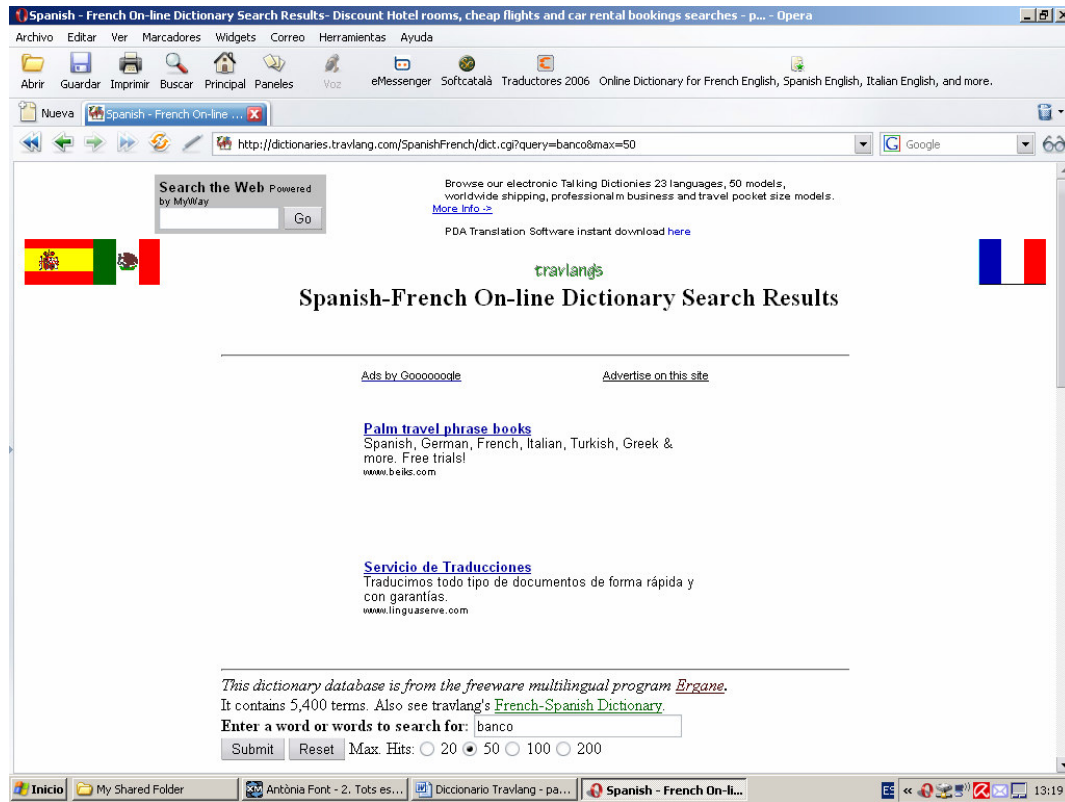 Spanish - French On-line Dictionary Search Results- Discount Hotel rooms, cheap flights and car rental bookings searches - p... - Opera
Archivo Editar Ver Marcadores Widgets Correo Herramientas Ayuda
Abrir Guardar Imprimir Buscar Principal Paneles Voz eMessenger Softcatalà Traductores 2006 Online Dictionary for French English, Spanish English, Italian English, and more.
Nueva Spanish - French On-line ...
http://dictionaries.travlang.com/SpanishFrench/dict.cgi?query=banco&max=50 G Google
Search the Web Powered
by MyWay
Go
Browse our electronic Talking Dictionies 23 languages, 50 models,
worldwide shipping, professionalm business and travel pocket size models.
More Info ->
PDA Translation Software instant download here
travlang's
Spanish-French On-line Dictionary Search Results
Ads by Goooooogle Advertise on this site
Palm travel phrase books
Spanish, German, French, Italian, Turkish, Greek &
more. Free trials!
www.beiks.com
Servicio de Traducciones
Traducimos todo tipo de documentos de forma rápida y
con garantías.
www.linguaserve.com
This dictionary database is from the freeware multilingual program Ergane.
It contains 5,400 terms. Also see travlang's French-Spanish Dictionary.
Enter a word or words to search for: banco
Submit Reset Max. Hits: 20 50 100 200
Inicio My Shared Folder Antònia Font - 2. Tots es... Diccionario Travlang - pa... Spanish - French On-li... ES « 13:19